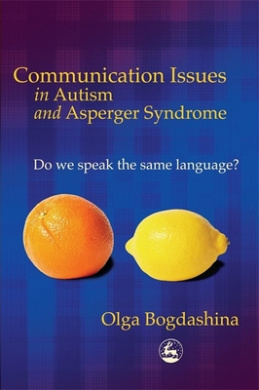 Communication Issues
in Autism
and Asperger Syndrome
Do we speak the same language?
Olga Bogdashina